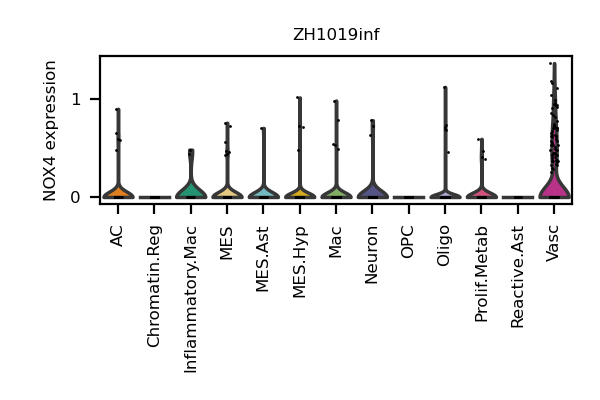 ZH1019inf
NOX4 expression
1
0
AC
Chromatin.Reg
Inflammatory.Mac
MES
MES.Ast
MES.Hyp
Mac
Neuron
OPC
Oligo
Prolif.Metab
Reactive.Ast
Vasc